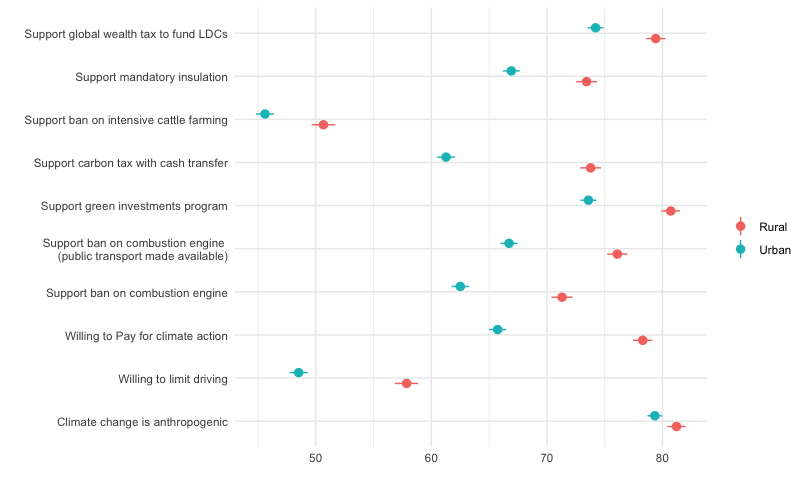 Support global wealth tax to fund LDCs
Support mandatory insulation
Support ban on intensive cattle farming
Support carbon tax with cash transfer
Support green investments program
Support ban on combustion engine
(public transport made available)
Support ban on combustion engine
Willing to Pay for climate action
Willing to limit driving
Climate change is anthropogenic
50 60 70 80
Rural
Urban